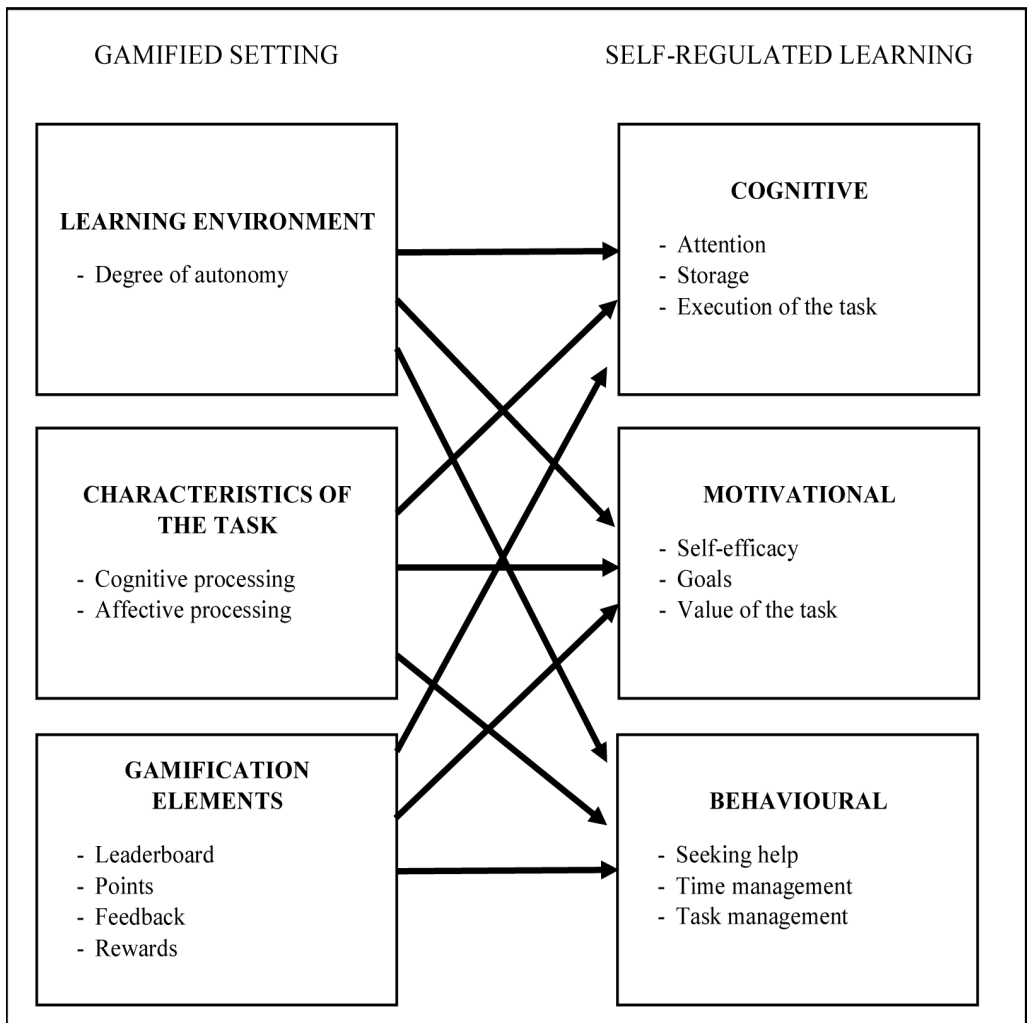 GAMIFIED SETTING
SELF-REGULATED LEARNING
LEARNING ENVIRONMENT
- Degree of autonomy
CHARACTERISTICS OF
THE TASK
- Cognitive processing
- Affective processing
GAMIFICATION
ELEMENTS
- Leaderboard
- Points
- Feedback
- Rewards
COGNITIVE
- Attention
- Storage
- Execution of the task
MOTIVATIONAL
- Self-efficacy
- Goals
- Value of the task
BEHAVIOURAL
- Seeking help
- Time management
- Task management